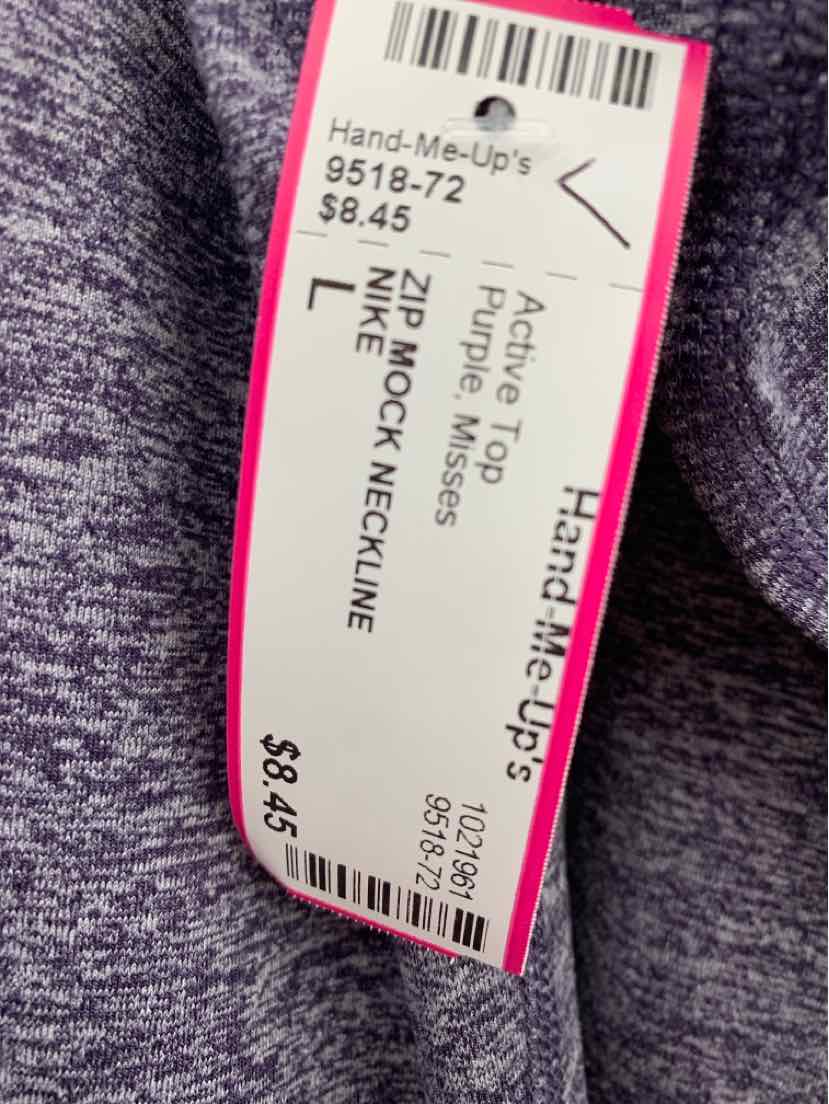 Hand-Me-Up's
9518-72
$8.45
Hand-Me-Up's
Active Top
Purple, Misses
ZIP MOCK NECKLINE
NIKE
L
1021961
9518-72
$8.45